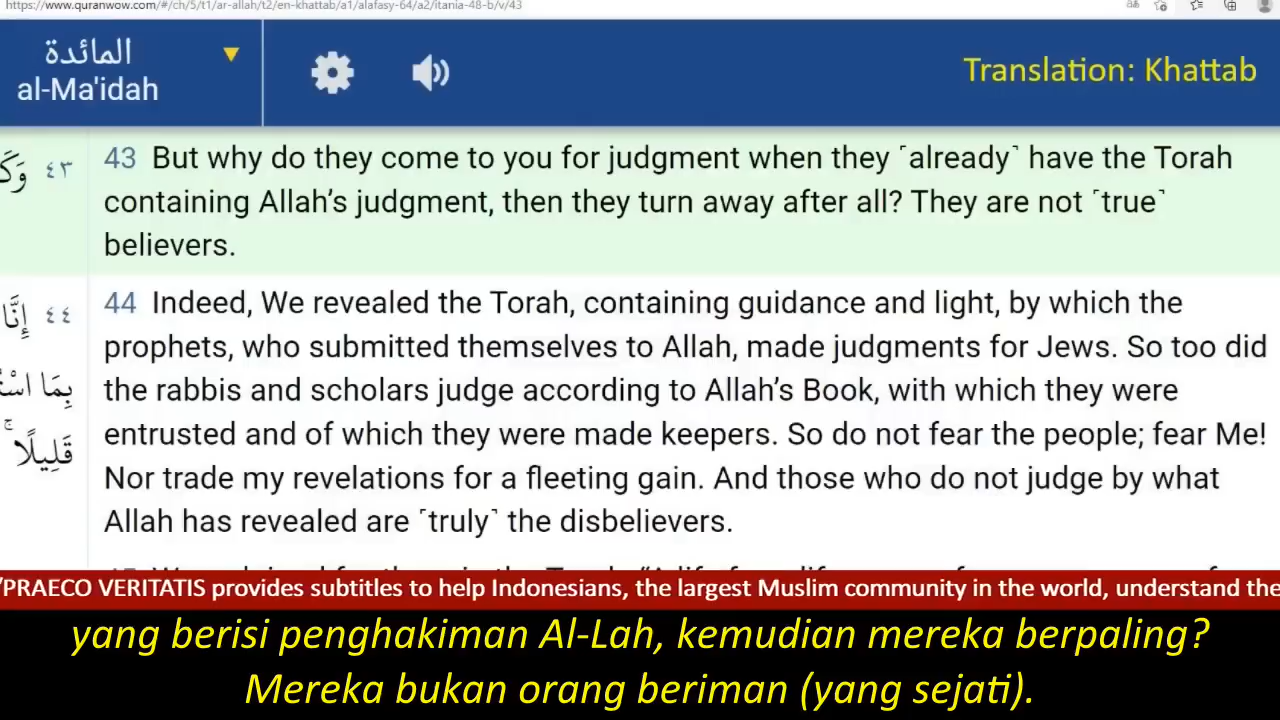 https://www.quranwow.com/#/ch/5/t1/ar-allah/t2/en-khattab/a1/alafasy-64/a2/itania-48-b/v/43
المائدة
al-Ma'idah
Translation: Khattab
٤٣
43 But why do they come to you for judgment when they ˹already˺ have the Torah
containing Allah's judgment, then they turn away after all? They are not ˹true˺
believers.
٤٤ إِنَّا
44 Indeed, We revealed the Torah, containing guidance and light, by which the
prophets, who submitted themselves to Allah, made judgments for Jews. So too did
the rabbis and scholars judge according to Allah's Book, with which they were
entrusted and of which they were made keepers. So do not fear the people; fear Me!
قَلِيلًا ۚ
Nor trade my revelations for a fleeting gain. And those who do not judge by what
Allah has revealed are ˹truly˺ the disbelievers.
/PRAECO VERITATIS provides subtitles to help Indonesians, the largest Muslim community in the world, understand the
yang berisi penghakiman Al-Lah, kemudian mereka berpaling?
Mereka bukan orang beriman (yang sejati).